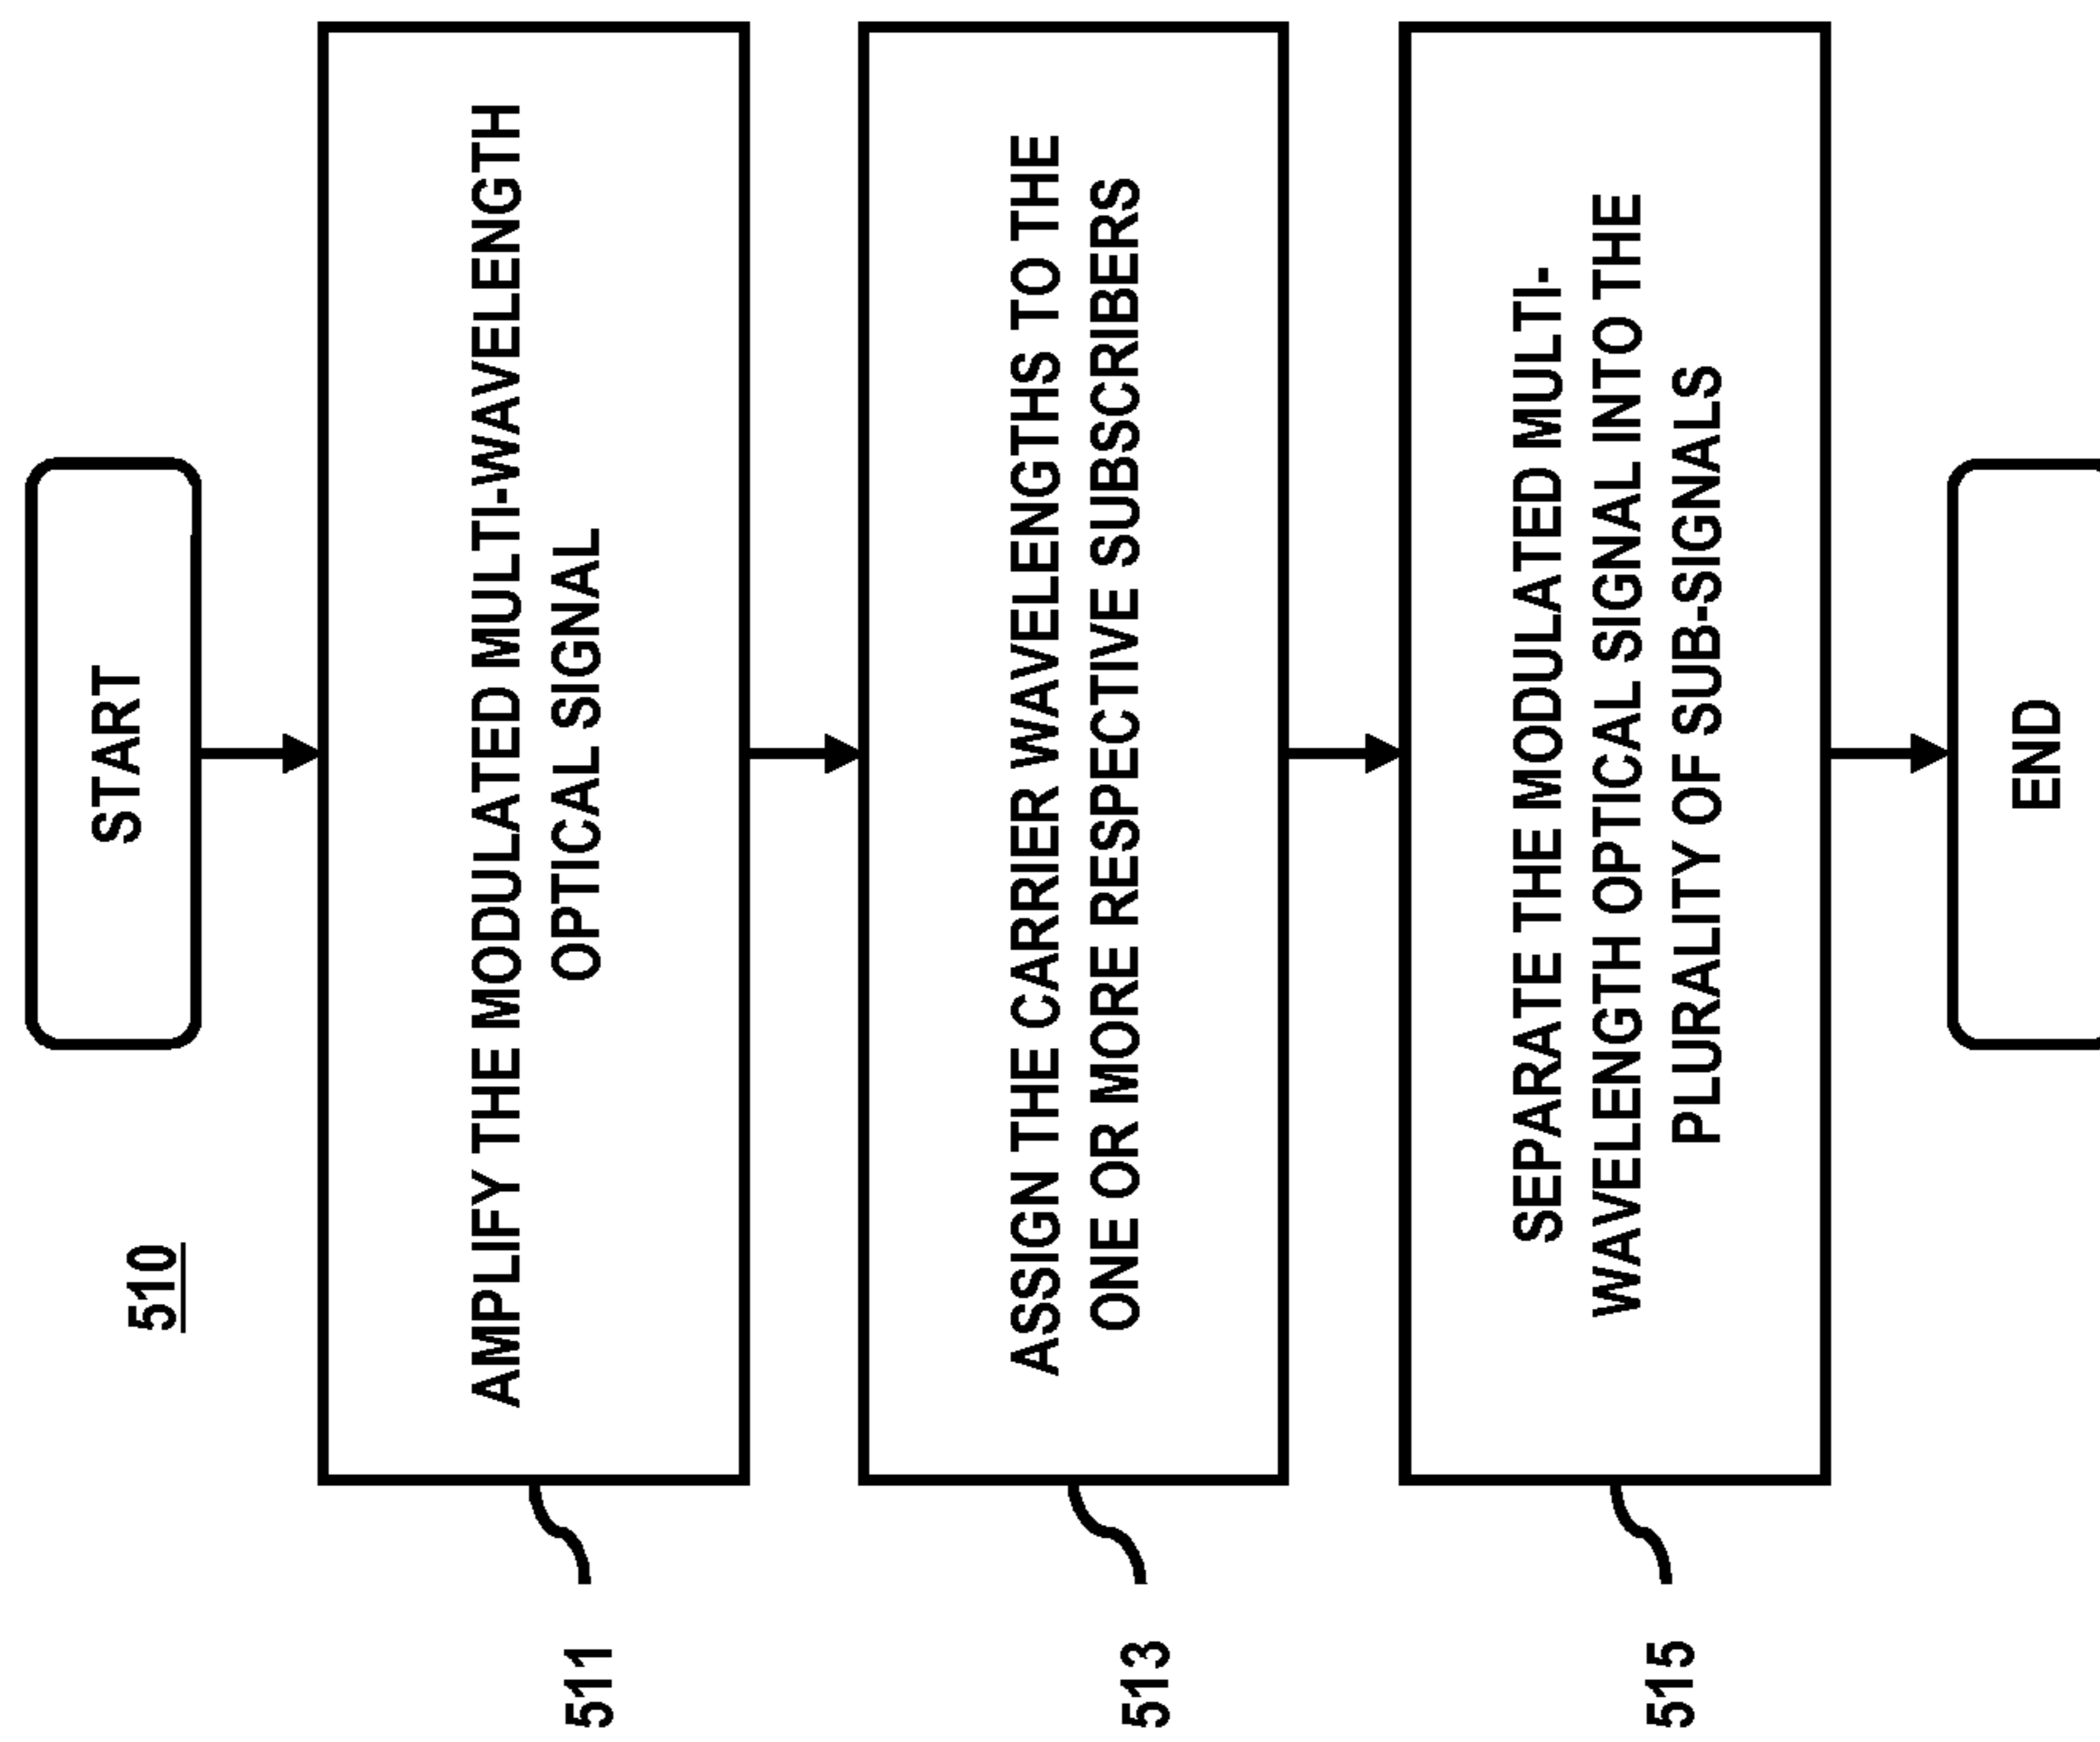 510
START
AMPLIFY THE MODULATED MULTI-WAVELENGTH
OPTICAL SIGNAL
511
ASSIGN THE CARRIER WAVELENGTHS TO THE
ONE OR MORE RESPECTIVE SUBSCRIBERS
513
SEPARATE THE MODULATED MULTI-
WAVELENGTH OPTICAL SIGNAL INTO THE
PLURALITY OF SUB-SIGNALS
515
END